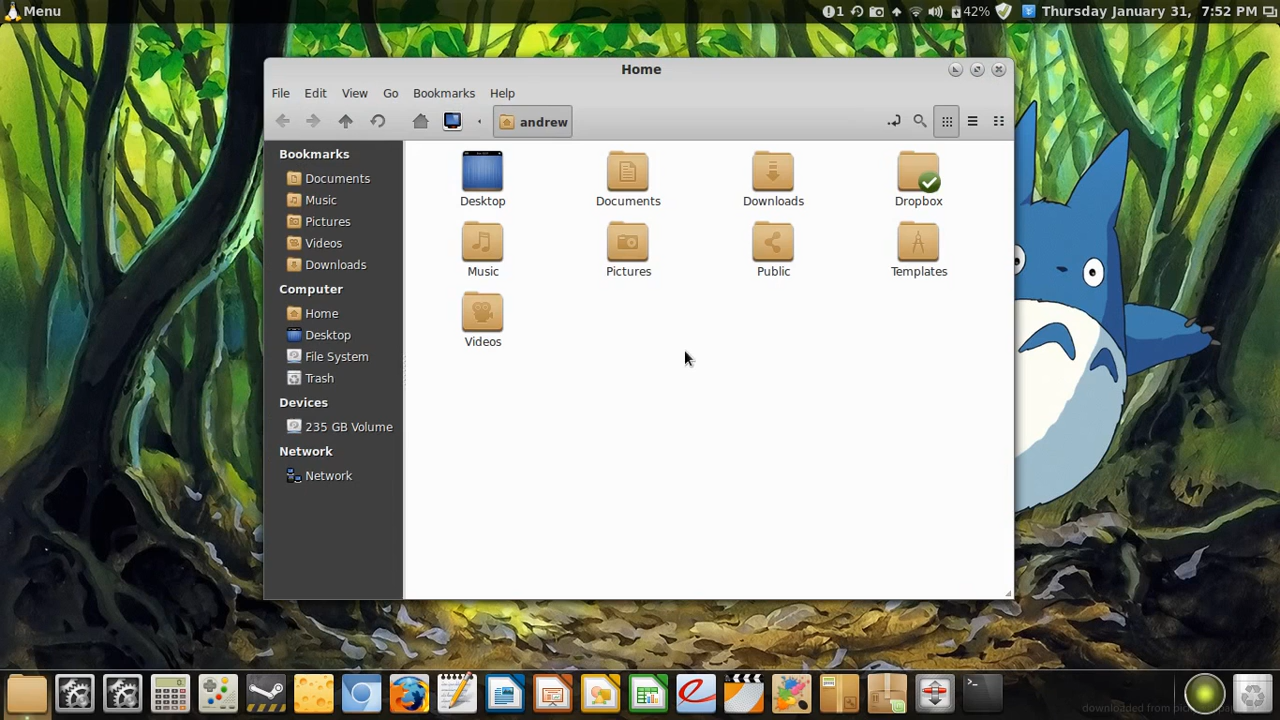 Menu
1
42%
Thursday January 31, 7:52 PM
Home
File Edit View Go Bookmarks Help
andrew
Bookmarks
Documents
Music
Pictures
Videos
Downloads
Computer
Home
Desktop
File System
Trash
Devices
235 GB Volume
Network
Network
Desktop Documents Downloads Dropbox
Music Pictures Public Templates
Videos
downloaded from